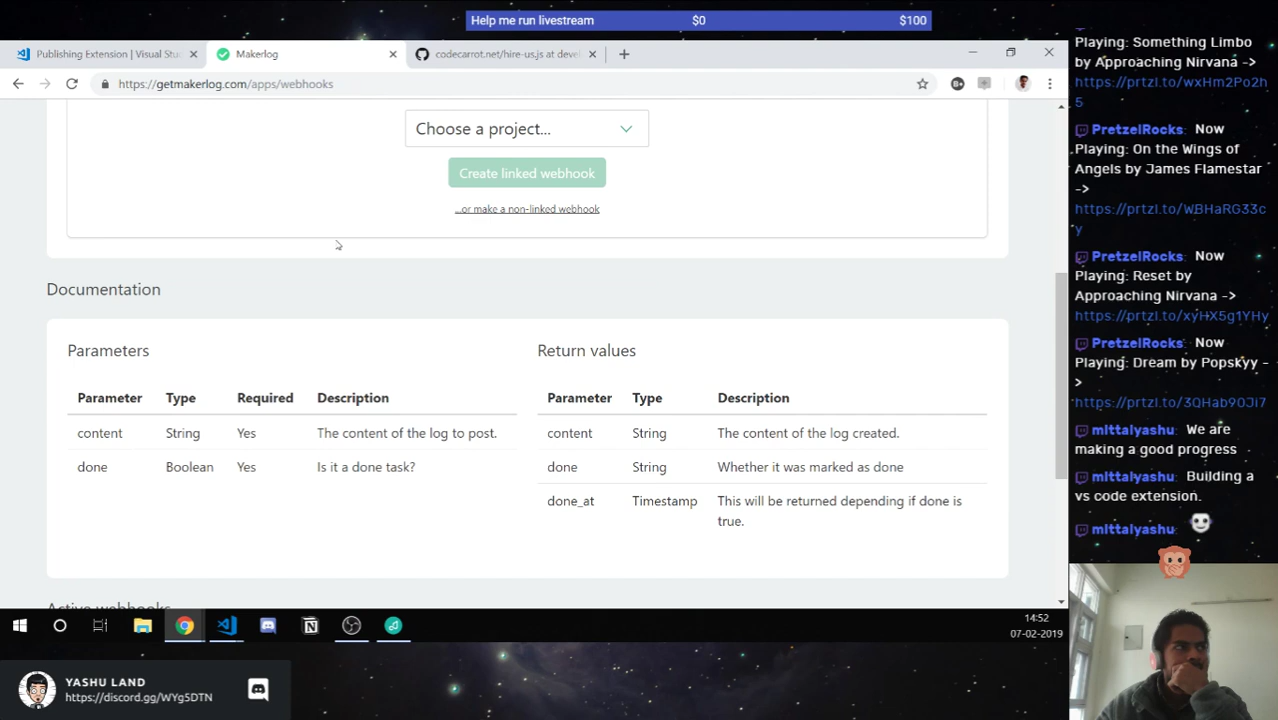 Help me run livestream $0 $100
Publishing Extension | Visual Stu
Makerlog
codecarrot.net/hire-us.js at deve
https://getmakerlog.com/apps/webhooks
Choose a project...
Create linked webhook
...or make a non-linked webhook
Documentation
Parameters
Parameter Type Required Description
content String Yes The content of the log to post.
done Boolean Yes Is it a done task?
Return values
Parameter Type Description
content String The content of the log created.
done String Whether it was marked as done
done_at Timestamp This will be returned depending if done is
true.
Active webhooks
14:52
07-02-2019
YASHU LAND
https://discord.gg/WYg5DTN
Playing: Something Limbo
by Approaching Nirvana ->
https://prtzl.to/wxHm2Po2h
5
PretzelRocks: Now
Playing: On the Wings of
Angels by James Flamestar
->
https://prtzl.to/WBHaRG33c
y
PretzelRocks: Now
Playing: Reset by
Approaching Nirvana ->
https://prtzl.to/xyHX5g1YHy
PretzelRocks: Now
Playing: Dream by Popskyy -
>
https://prtzl.to/3QHab90Ji7
mittalyashu: We are
making a good progress
mittalyashu: Building a
vs code extension.
mittalyashu: